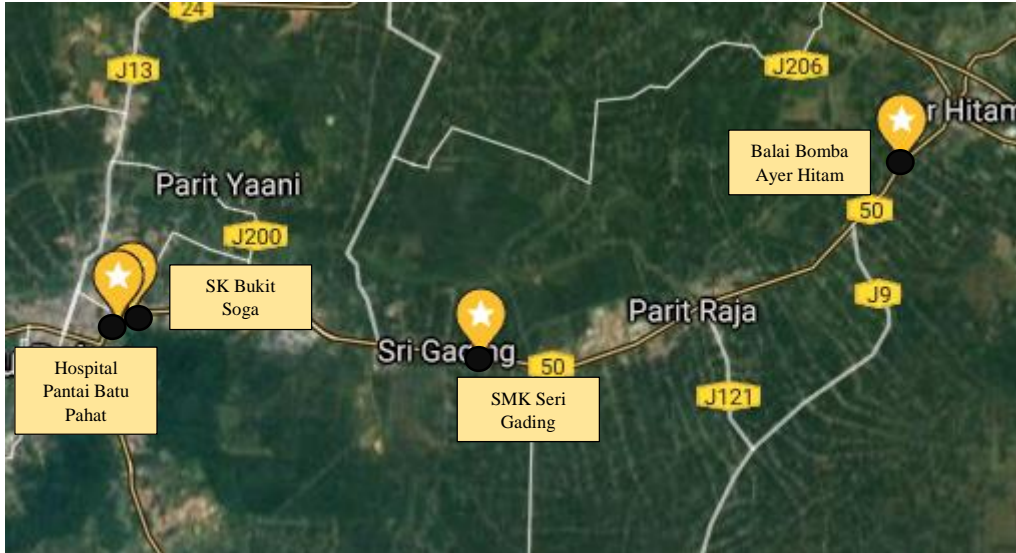 24
J13
J206
r Hitam
Balai Bomba
Ayer Hitam
Parit Yaani
50
J200
SK Bukit
Soga
J9
Parit Raja
Sri Gading
50
Hospital
Pantai Batu
Pahat
SMK Seri
Gading
J121